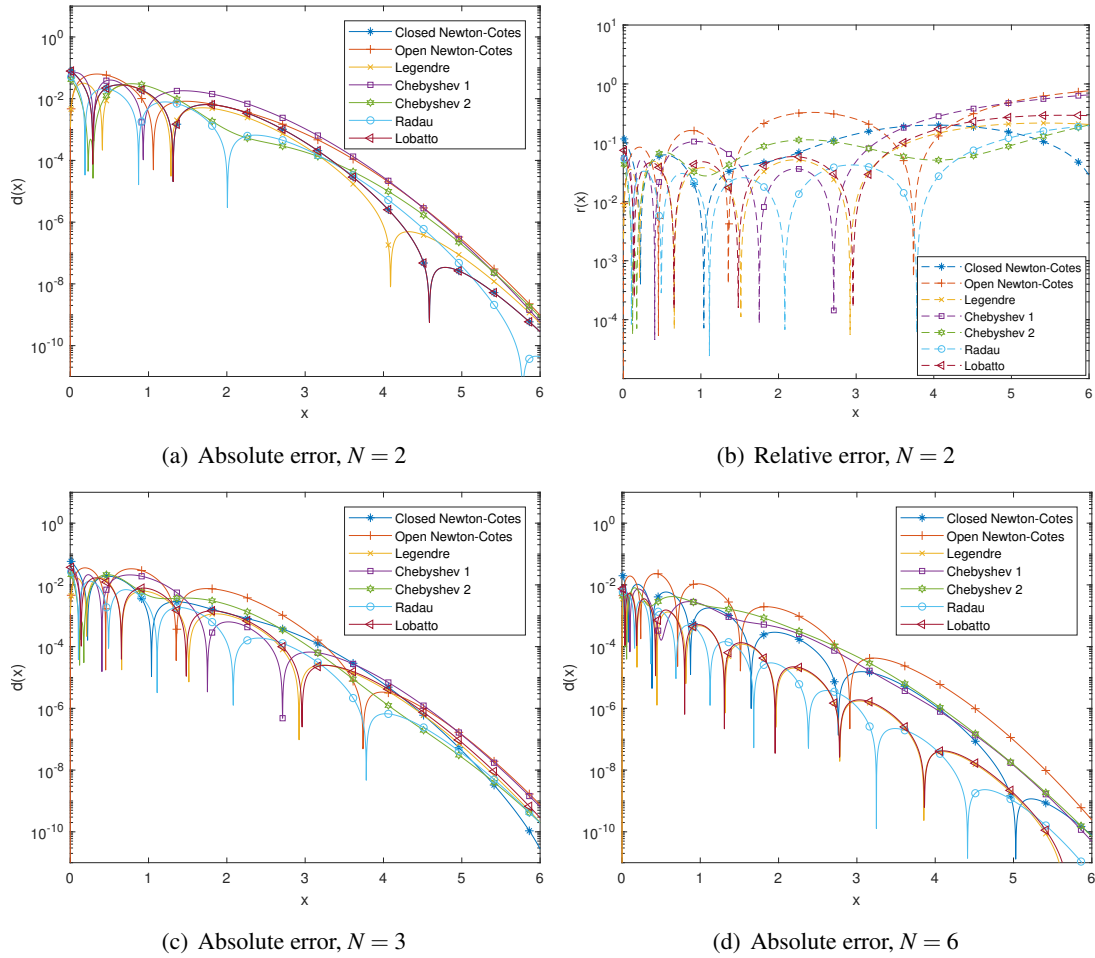 10^0
10^-2
10^-4
10^-6
10^-8
10^-10
d(x)
0 1 2 3 4 5 6
x
Closed Newton-Cotes
Open Newton-Cotes
Legendre
Chebyshev 1
Chebyshev 2
Radau
Lobatto
(a) Absolute error, N = 2
10^1
10^0
10^-1
10^-2
10^-3
10^-4
r(x)
0 1 2 3 4 5 6
x
Closed Newton-Cotes
Open Newton-Cotes
Legendre
Chebyshev 1
Chebyshev 2
Radau
Lobatto
(b) Relative error, N = 2
10^0
10^-2
10^-4
10^-6
10^-8
10^-10
d(x)
0 1 2 3 4 5 6
x
Closed Newton-Cotes
Open Newton-Cotes
Legendre
Chebyshev 1
Chebyshev 2
Radau
Lobatto
(c) Absolute error, N = 3
10^0
10^-2
10^-4
10^-6
10^-8
10^-10
d(x)
0 1 2 3 4 5 6
x
Closed Newton-Cotes
Open Newton-Cotes
Legendre
Chebyshev 1
Chebyshev 2
Radau
Lobatto
(d) Absolute error, N = 6